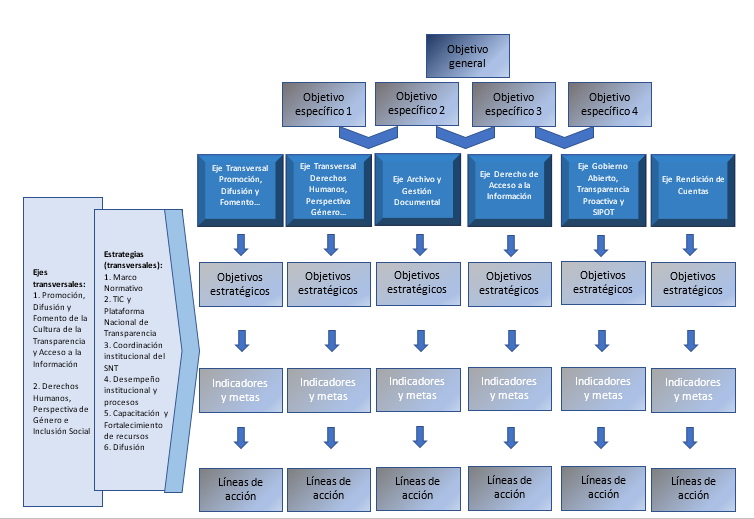 Objetivo
general
Objetivo
específico 1
Objetivo
específico 2
Objetivo
específico 3
Objetivo
específico 4
Eje Transversal
Promoción,
Difusión y
Fomento...
Eje Transversal
Derechos
Humanos,
Perspectiva
Género...
Eje Archivo y
Gestión
Documental
Eje Derecho de
Acceso a la
Información
Eje Gobierno
Abierto,
Transparencia
Proactiva y
SIPOT
Eje Rendición de
Cuentas
Ejes
transversales:
1. Promoción,
Difusión y
Fomento de la
Cultura de la
Transparencia
y Acceso a la
Información
2. Derechos
Humanos,
Perspectiva de
Género e
Inclusión Social
Estrategias
(transversales):
1. Marco
Normativo
2. TIC y
Plataforma
Nacional de
Transparencia
3. Coordinación
institucional del
SNT
4. Desempeño
institucional y
procesos
5. Capacitación y
Fortalecimiento
de recursos
6. Difusión
Objetivos
estratégicos
Objetivos
estratégicos
Objetivos
estratégicos
Objetivos
estratégicos
Objetivos
estratégicos
Objetivos
estratégicos
Indicadores
y metas
Indicadores
y metas
Indicadores
y metas
Indicadores
y metas
Indicadores
y metas
Indicadores
y metas
Líneas de
acción
Líneas de
acción
Líneas de
acción
Líneas de
acción
Líneas de
acción
Líneas de
acción